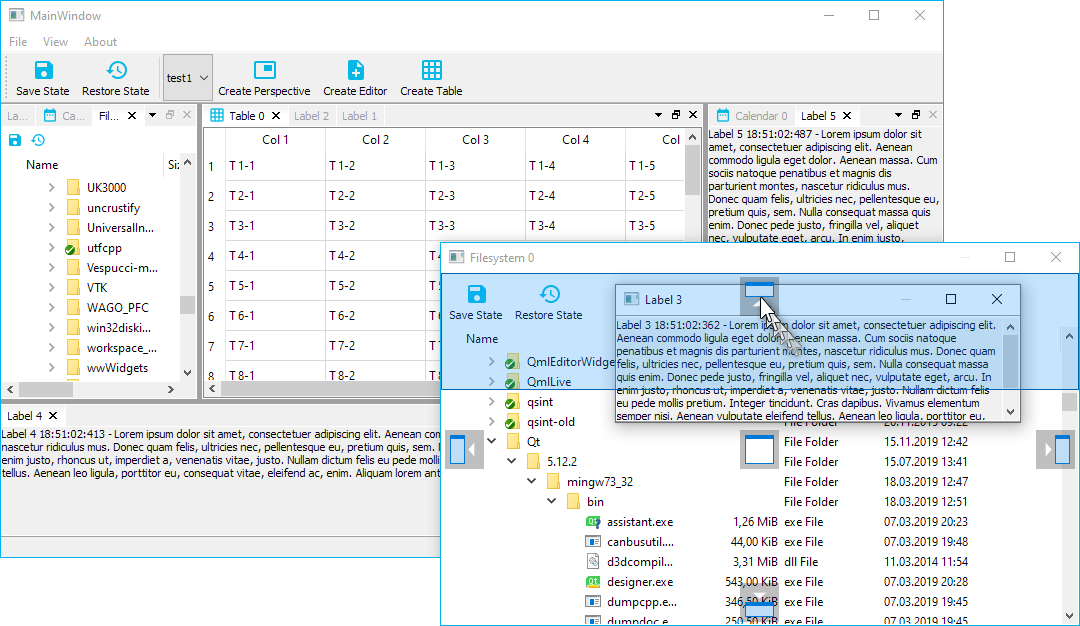 MainWindow
File View About
Save State Restore State test1 Create Perspective Create Editor Create Table
La... Ca... Fil...
Name Siz
UK3000
uncrustify
UniversalIn...
utfcpp
Vespucci-m...
VTK
WAGO_PFC
win32diski...
workspace_...
wwWidgets
Table 0 Label 2 Label 1
Col 1 Col 2 Col 3 Col 4 Col
1 T 1-1 T 1-2 T 1-3 T 1-4 T 1-5
2 T 2-1 T 2-2 T 2-3 T 2-4 T 2-5
3 T 3-1 T 3-2 T 3-3 T 3-4 T 3-5
4 T 4-1 T 4-2
5 T 5-1 T 5-2
6 T 6-1 T 6-2
7 T 7-1 T 7-2
8 T 8-1 T 8-2
Calendar 0 Label 5
Label 5 18:51:02:487 - Lorem ipsum dolor sit
amet, consectetuer adipiscing elit. Aenean
commodo ligula eget dolor. Aenean massa. Cum
sociis natoque penatibus et magnis dis
parturient montes, nascetur ridiculus mus.
Donec quam felis, ultricies nec, pellentesque eu,
pretium quis, sem. Nulla consequat massa quis
enim. Donec pede justo, fringilla vel, aliquet
nec, vulputate eget, arcu. In enim justo,
Label 4
Label 4 18:51:02:413 - Lorem ipsum dolor sit amet, consectetuer adipiscing elit. Aenean com
nascetur ridiculus mus. Donec quam felis, ultricies nec, pellentesque eu, pretium quis, sem.
enim justo, rhoncus ut, imperdiet a, venenatis vitae, justo. Nullam dictum felis eu pede moll
tellus. Aenean leo ligula, porttitor eu, consequat vitae, eleifend ac, enim. Aliquam lorem ant
Filesystem 0
Save State Restore State
Name
QmlEditorWidge
QmlLive
qsint
qsint-old File Folder 20.11.2015 09:22
Qt File Folder 15.11.2019 12:42
5.12.2 File Folder 15.07.2019 13:41
mingw73_32 File Folder 18.03.2019 12:47
bin File Folder 18.03.2019 12:51
assistant.exe 1,26 MiB exe File 07.03.2019 20:23
canbusutil.... 44,00 KiB exe File 07.03.2019 19:48
d3dcompil... 3,31 MiB dll File 11.03.2014 11:54
designer.exe 543,00 KiB exe File 07.03.2019 20:28
dumpcpp.e... 346,50 KiB exe File 07.03.2019 19:45
dumpdoc.e... 250,50 KiB exe File 07.03.2019 19:45
Label 3
Label 3 18:51:02:362 - Lorem ipsum dolor sit amet, consectetuer adipiscing elit.
Aenean commodo ligula eget dolor. Aenean massa. Cum sociis natoque
penatibus et magnis dis parturient montes, nascetur ridiculus mus. Donec quam
felis, ultricies nec, pellentesque eu, pretium quis, sem. Nulla consequat massa
quis enim. Donec pede justo, fringilla vel, aliquet nec, vulputate eget, arcu. In
enim justo, rhoncus ut, imperdiet a, venenatis vitae, justo. Nullam dictum felis
eu pede mollis pretium. Integer tincidunt. Cras dapibus. Vivamus elementum
semper nisi. Aenean vulputate eleifend tellus. Aenean leo ligula, porttitor eu,